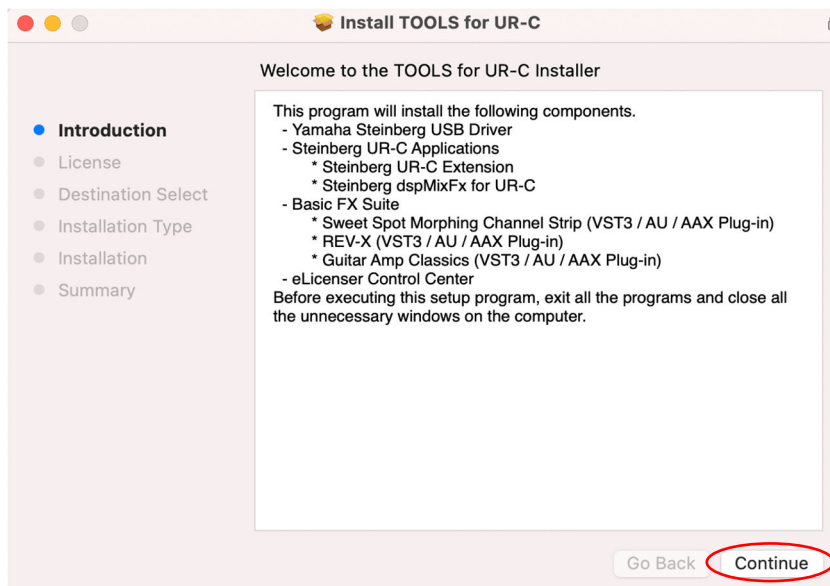 Install TOOLS for UR-C
Welcome to the TOOLS for UR-C Installer
Introduction
License
Destination Select
Installation Type
Installation
Summary
This program will install the following components.
- Yamaha Steinberg USB Driver
- Steinberg UR-C Applications
* Steinberg UR-C Extension
* Steinberg dspMixFx for UR-C
- Basic FX Suite
* Sweet Spot Morphing Channel Strip (VST3 / AU / AAX Plug-in)
* REV-X (VST3 / AU / AAX Plug-in)
* Guitar Amp Classics (VST3 / AU / AAX Plug-in)
- eLicenser Control Center
Before executing this setup program, exit all the programs and close all
the unnecessary windows on the computer.
Go Back
Continue